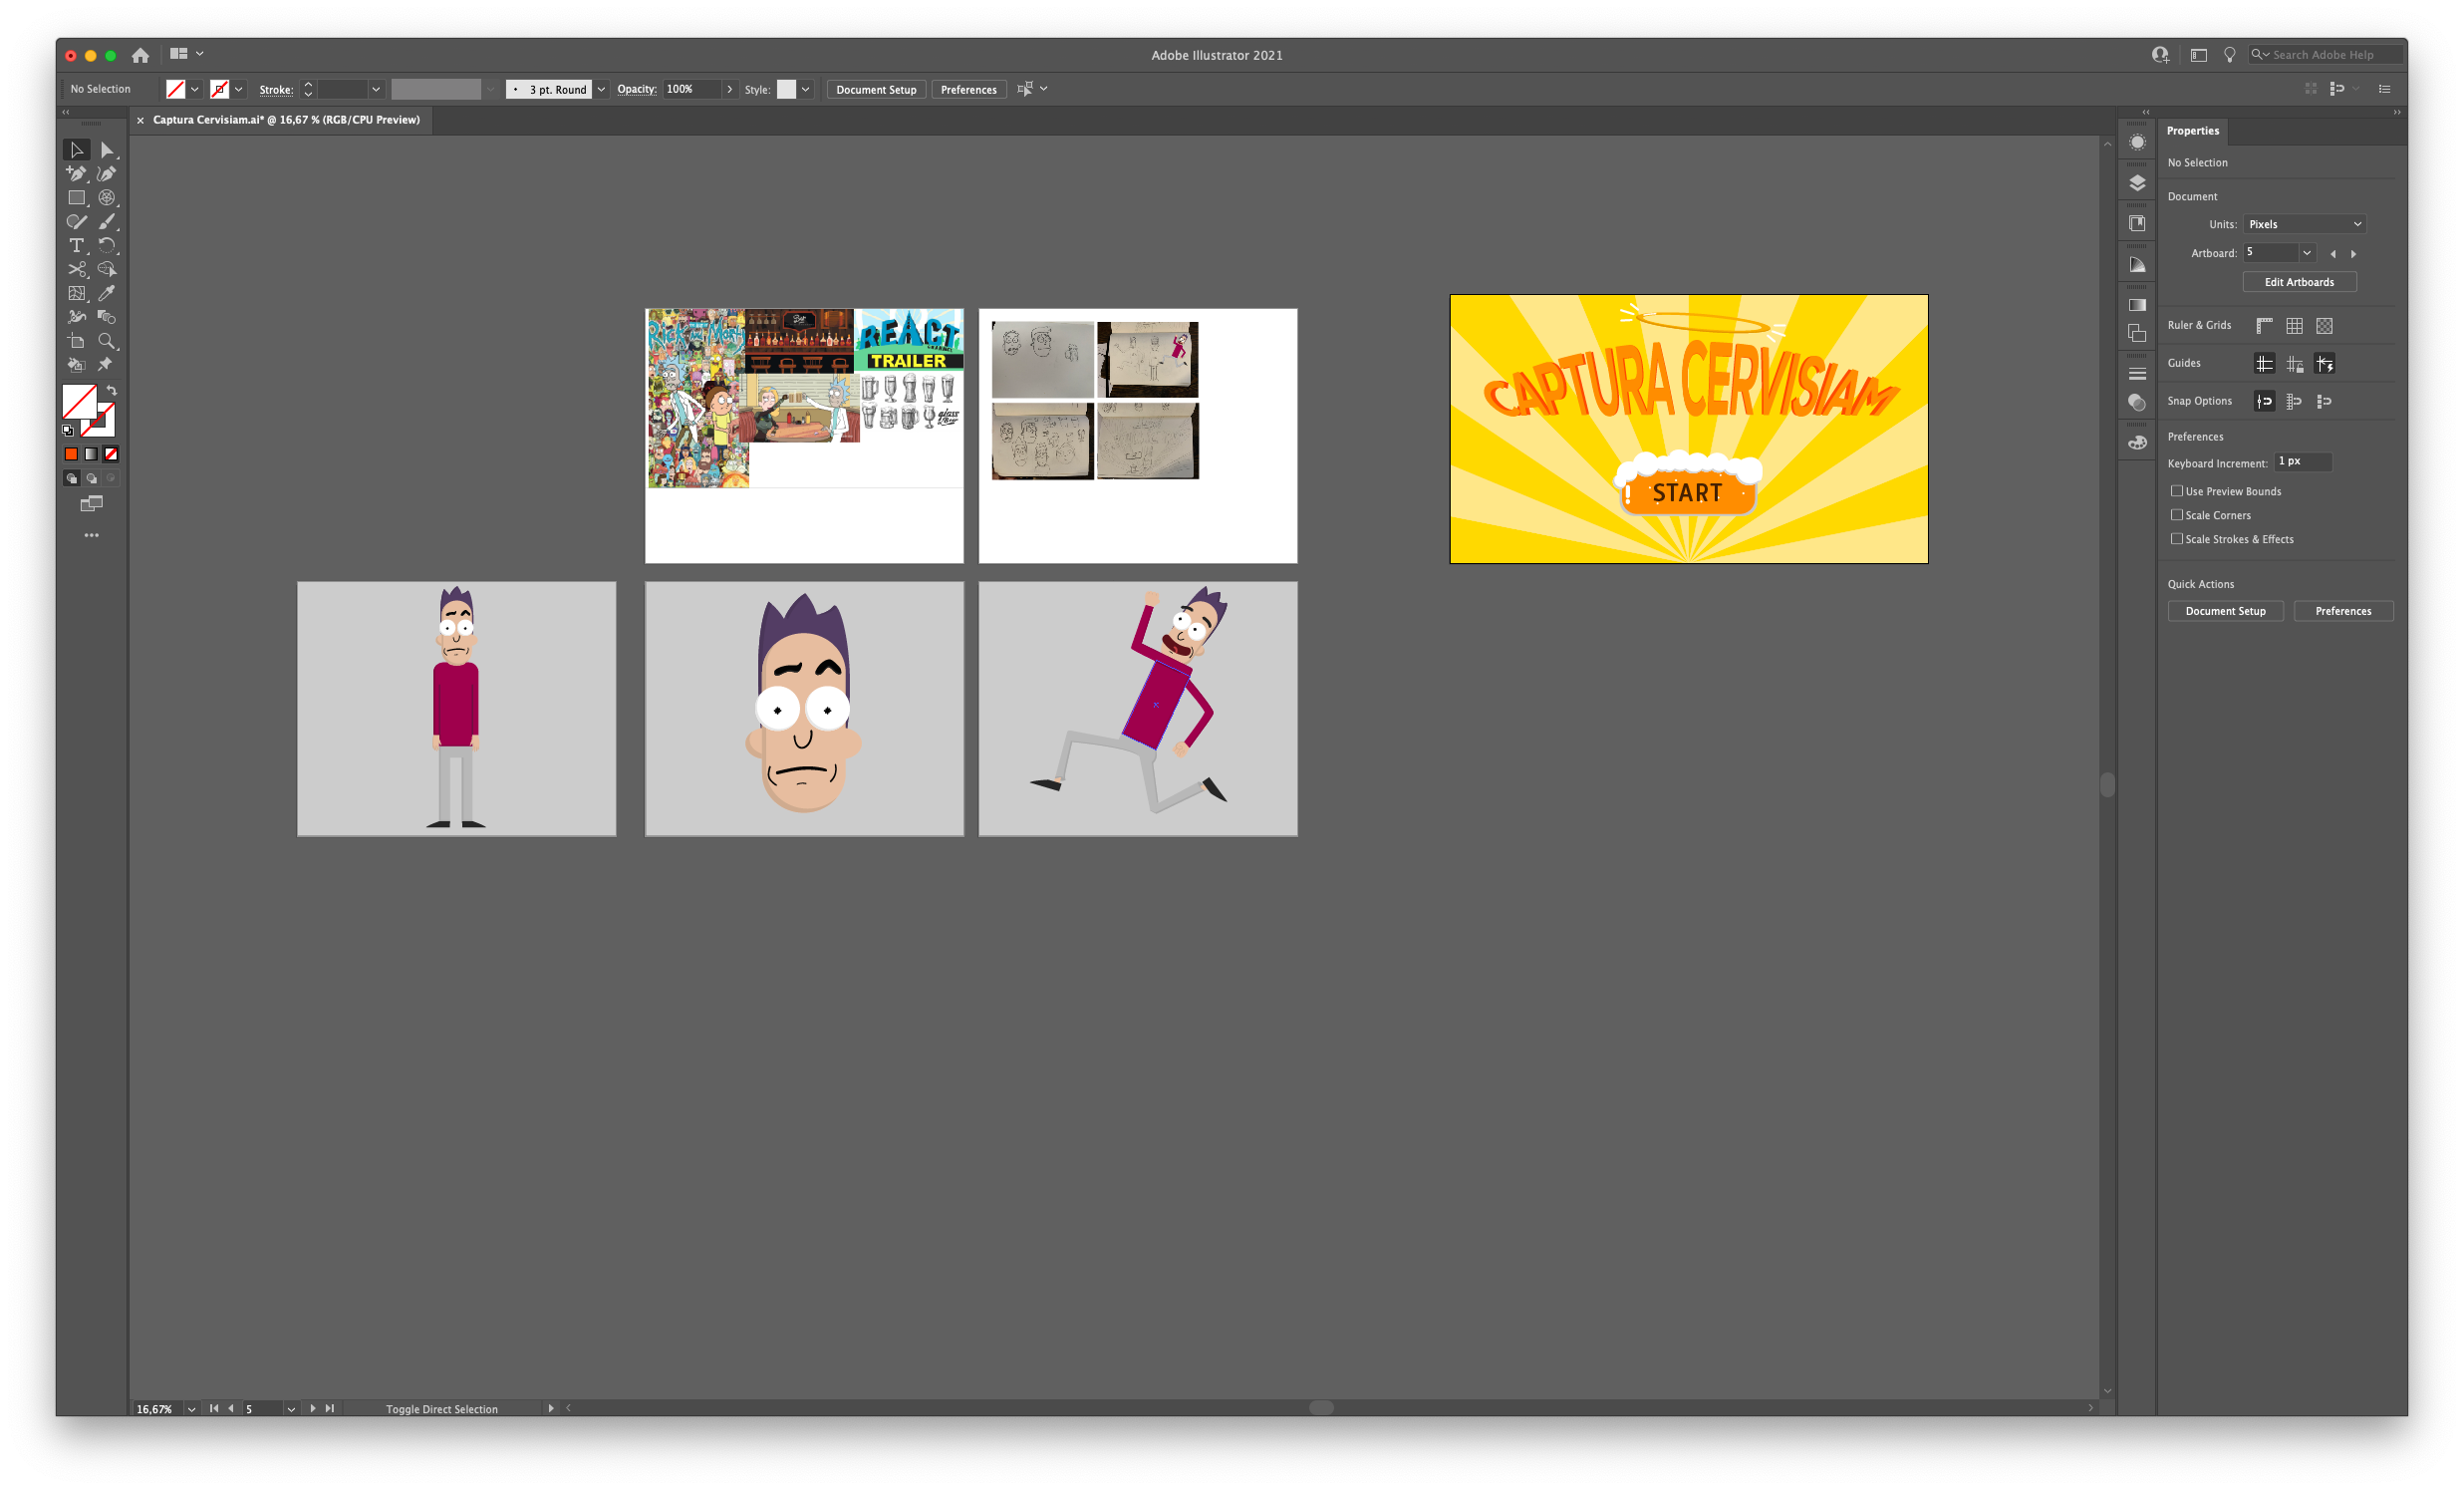 Adobe Illustrator 2021
Search Adobe Help
No Selection
Stroke:
3 pt. Round
Opacity:
100%
Style:
Document Setup
Preferences
Captura Cervisiam.ai* @ 16,67 % (RGB/CPU Preview)
Properties
No Selection
Document
Units:
Pixels
Artboard:
5
Edit Artboards
Ruler & Grids
Guides
Snap Options
Preferences
Keyboard Increment:
1 px
Use Preview Bounds
Scale Corners
Scale Strokes & Effects
Quick Actions
Document Setup
Preferences
Rick and Morty
REACT
TRAILER
CAPTURA CERVISIAM
START
16,67%
5
Toggle Direct Selection